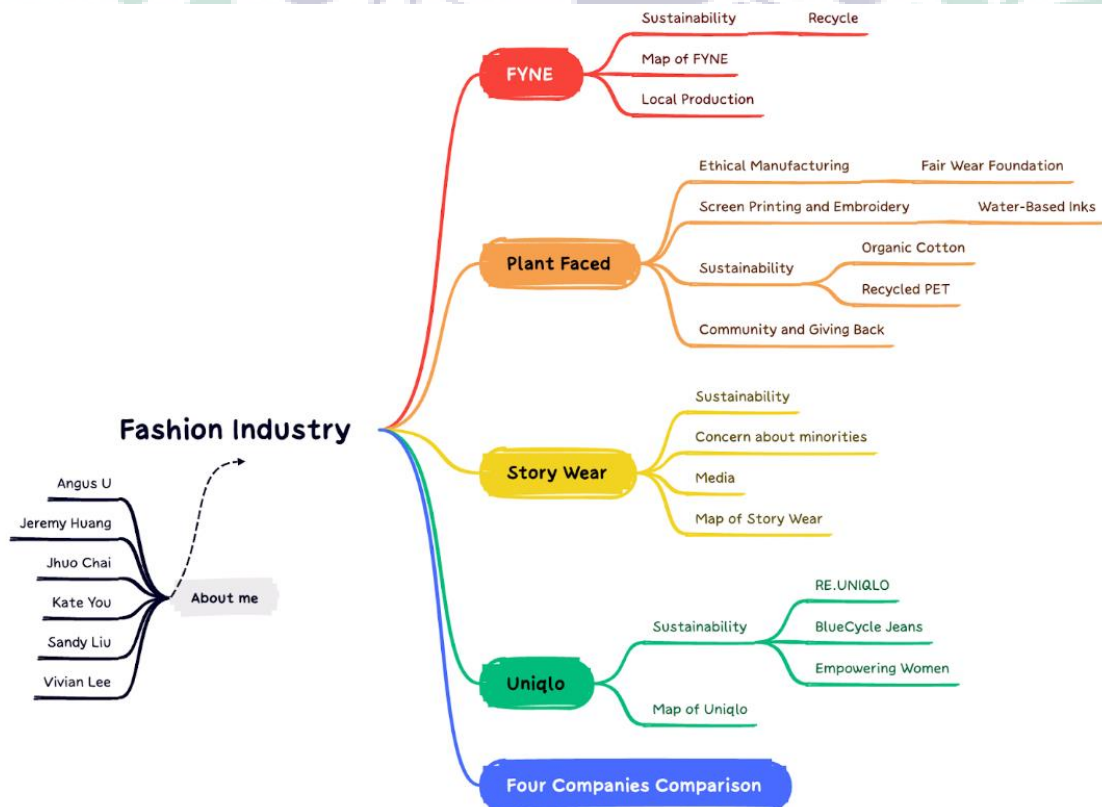 Fashion Industry
FYNE
Sustainability
Recycle
Map of FYNE
Local Production
Plant Faced
Ethical Manufacturing
Fair Wear Foundation
Screen Printing and Embroidery
Water-Based Inks
Sustainability
Organic Cotton
Recycled PET
Community and Giving Back
Story Wear
Sustainability
Concern about minorities
Media
Map of Story Wear
Uniqlo
Sustainability
RE.UNIQLO
BlueCycle Jeans
Empowering Women
Map of Uniqlo
Four Companies Comparison
About me
Angus U
Jeremy Huang
Jhuo Chai
Kate You
Sandy Liu
Vivian Lee